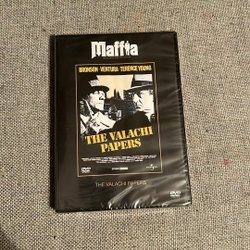 Maffia
BRONSON · VENTURA · TERENCE YOUNG
THE VALACHI
PAPERS
THE VALACHI PAPERS